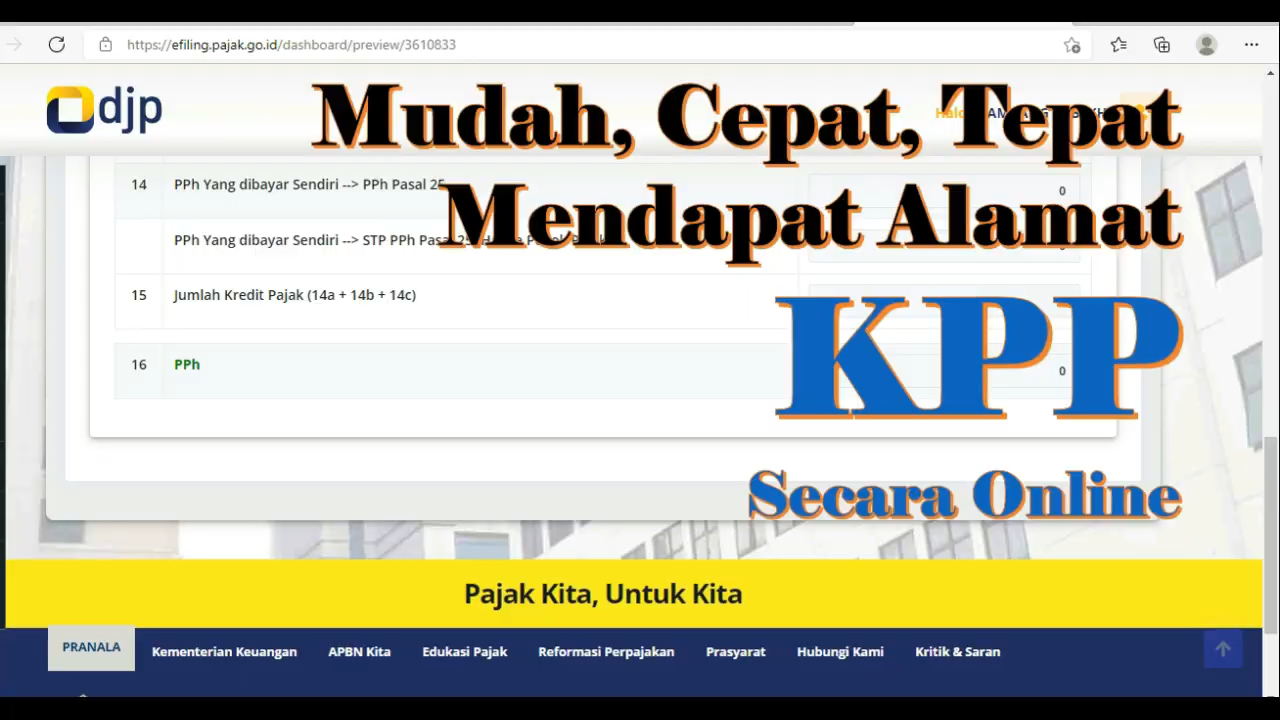 https://efiling.pajak.go.id/dashboard/preview/3610833
djp
Mudah, Cepat, Tepat
14 PPh Yang dibayar Sendiri --> PPh Pasal 25 0
Mendapat Alamat
PPh Yang dibayar Sendiri --> STP PPh
15 Jumlah Kredit Pajak (14a + 14b + 14c)
KPP
16 PPh 0
Secara Online
Pajak Kita, Untuk Kita
PRANALA Kementerian Keuangan APBN Kita Edukasi Pajak Reformasi Perpajakan Prasyarat Hubungi Kami Kritik & Saran